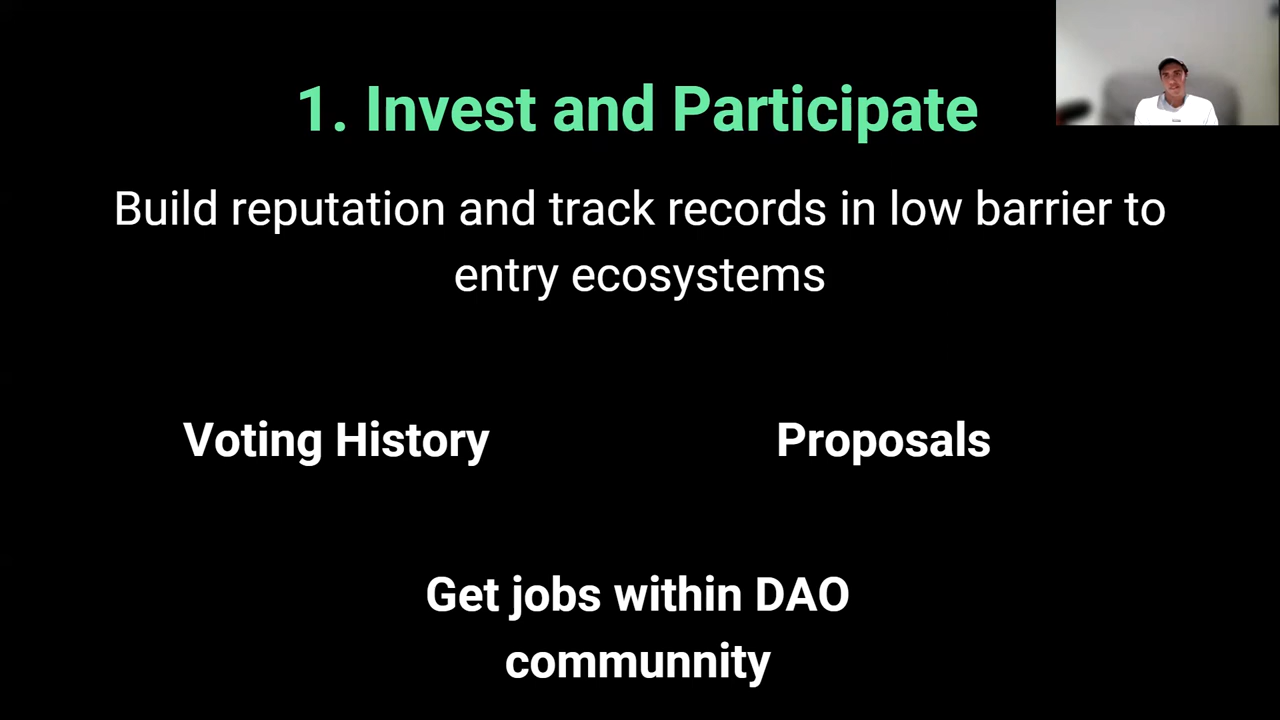 1. Invest and Participate
Build reputation and track records in low barrier to
entry ecosystems
Voting History
Proposals
Get jobs within DAO
communnity